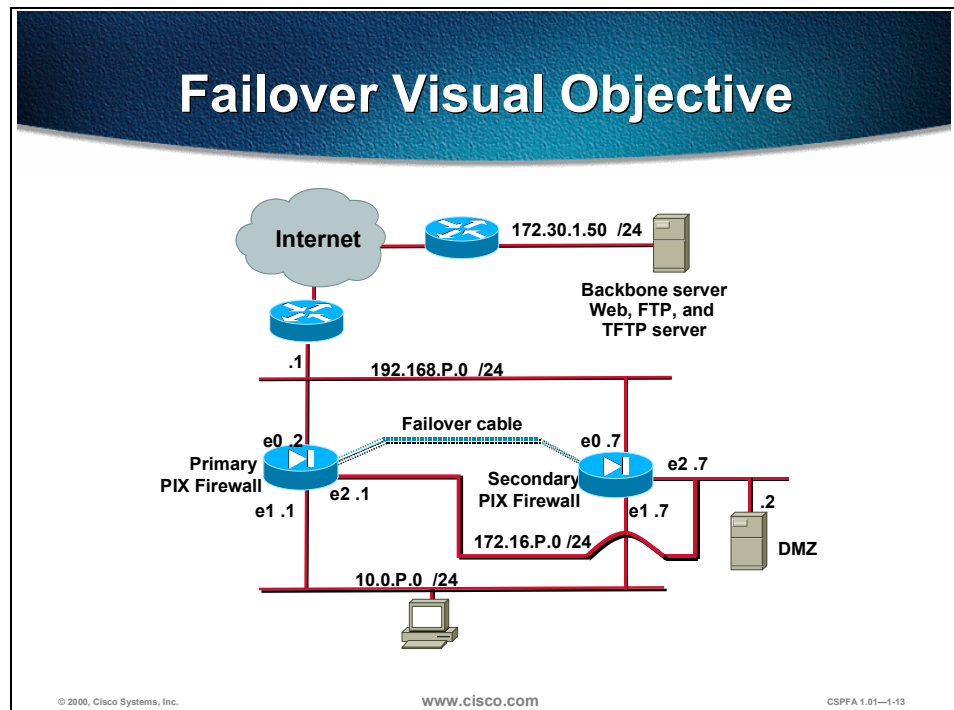 Failover Visual Objective
Internet
172.30.1.50 /24
Backbone server
Web, FTP, and
TFTP server
.1
192.168.P.0 /24
Failover cable
e0 .2
e0 .7
Primary
PIX Firewall
Secondary
PIX Firewall
e2 .7
e2 .1
e1 .1
e1 .7
.2
172.16.P.0 /24
DMZ
10.0.P.0 /24
© 2000, Cisco Systems, Inc.
www.cisco.com
CSPFA 1.01—1-13